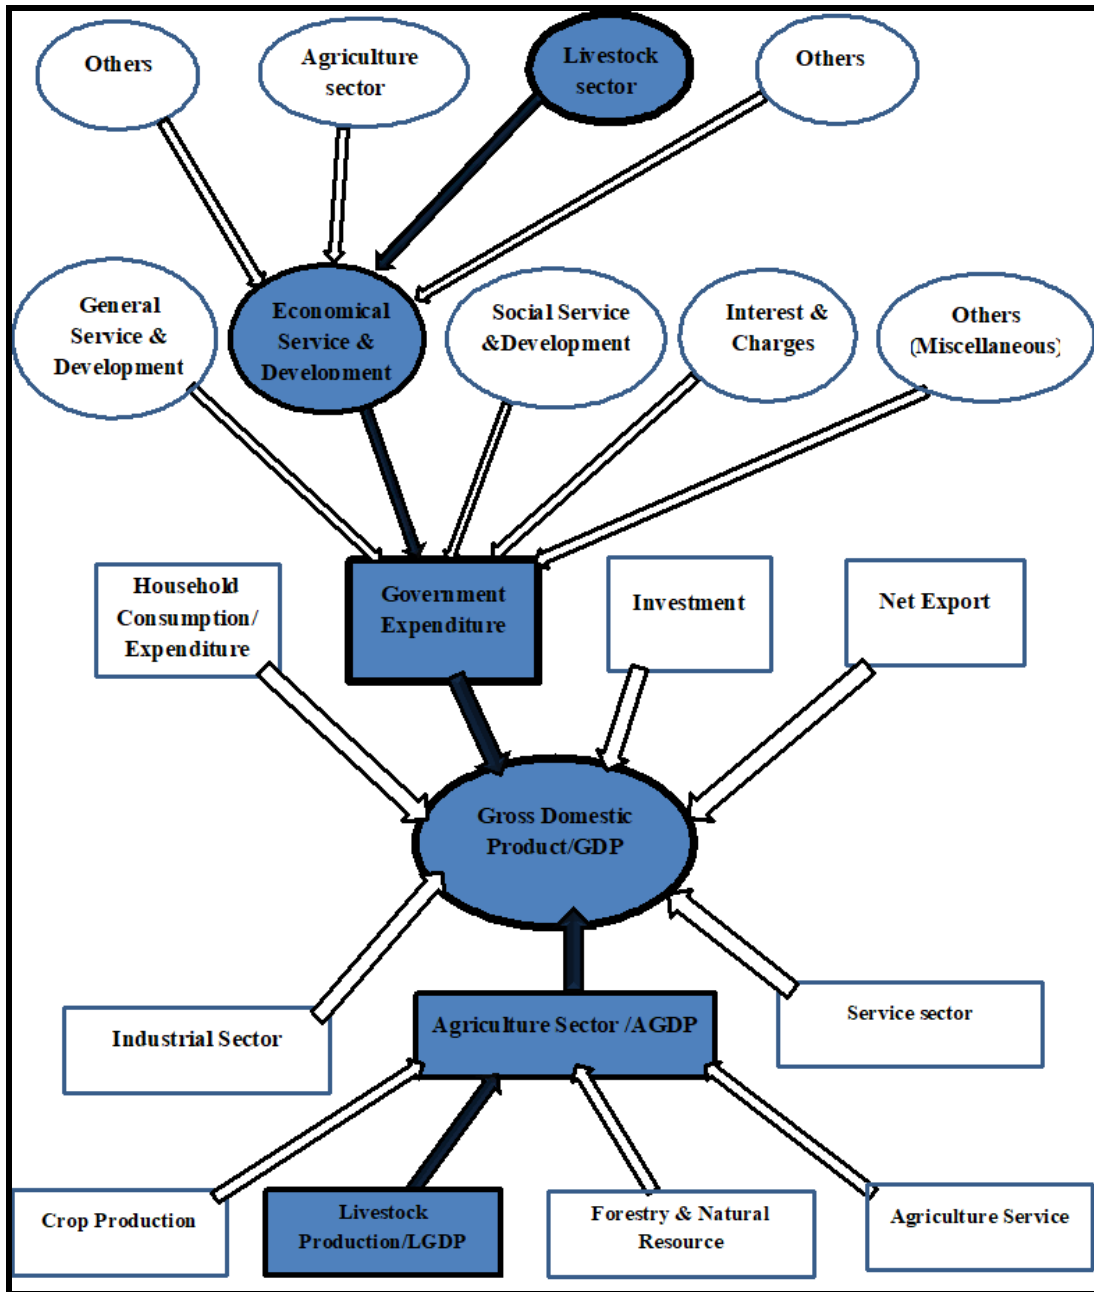 Others
Agriculture
sector
Livestock
sector
Others
General
Service &
Development
Economical
Service &
Development
Social Service
&Development
Interest &
Charges
Others
(Miscellaneous)
Household
Consumption/
Expenditure
Government
Expenditure
Investment
Net Export
Gross Domestic
Product/GDP
Industrial Sector
Agriculture Sector /AGDP
Service sector
Crop Production
Livestock
Production/LGDP
Forestry & Natural
Resource
Agriculture Service